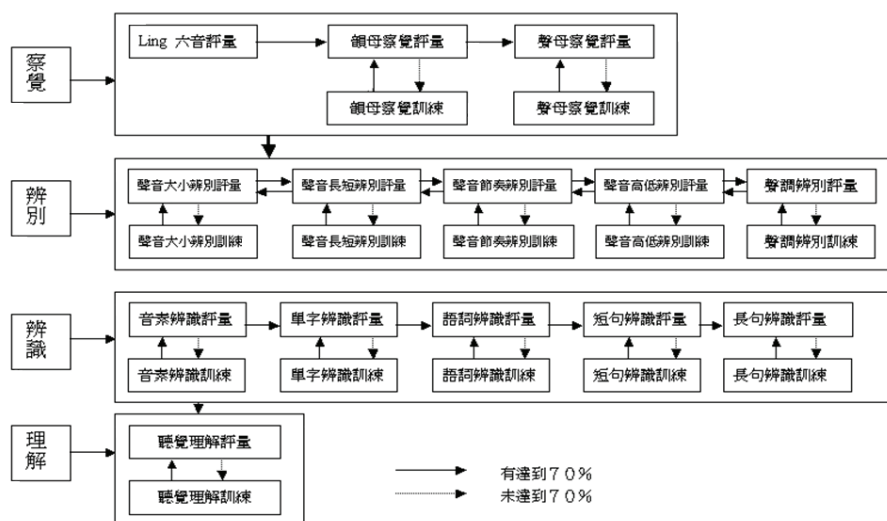 察覺
Ling 六音評量
韻母察覺評量
聲母察覺評量
韻母察覺訓練
聲母察覺訓練
辨別
聲音大小辨別評量
聲音長短辨別評量
聲音節奏辨別評量
聲音高低辨別評量
聲調辨別評量
聲音大小辨別訓練
聲音長短辨別訓練
聲音節奏辨別訓練
聲音高低辨別訓練
聲調辨別訓練
辨識
音素辨識評量
單字辨識評量
語詞辨識評量
短句辨識評量
長句辨識評量
音素辨識訓練
單字辨識訓練
語詞辨識訓練
短句辨識訓練
長句辨識訓練
理解
聽覺理解評量
聽覺理解訓練
有達到70%
未達到70%